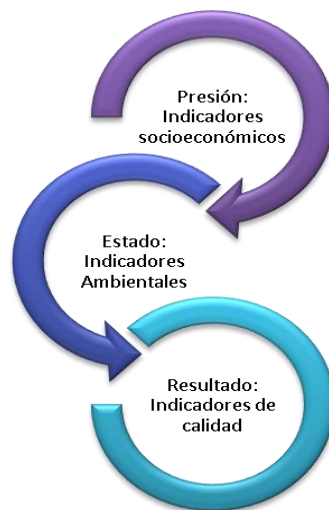 Presión:
Indicadores
socioeconómicos
Estado:
Indicadores
Ambientales
Resultado:
Indicadores de
calidad